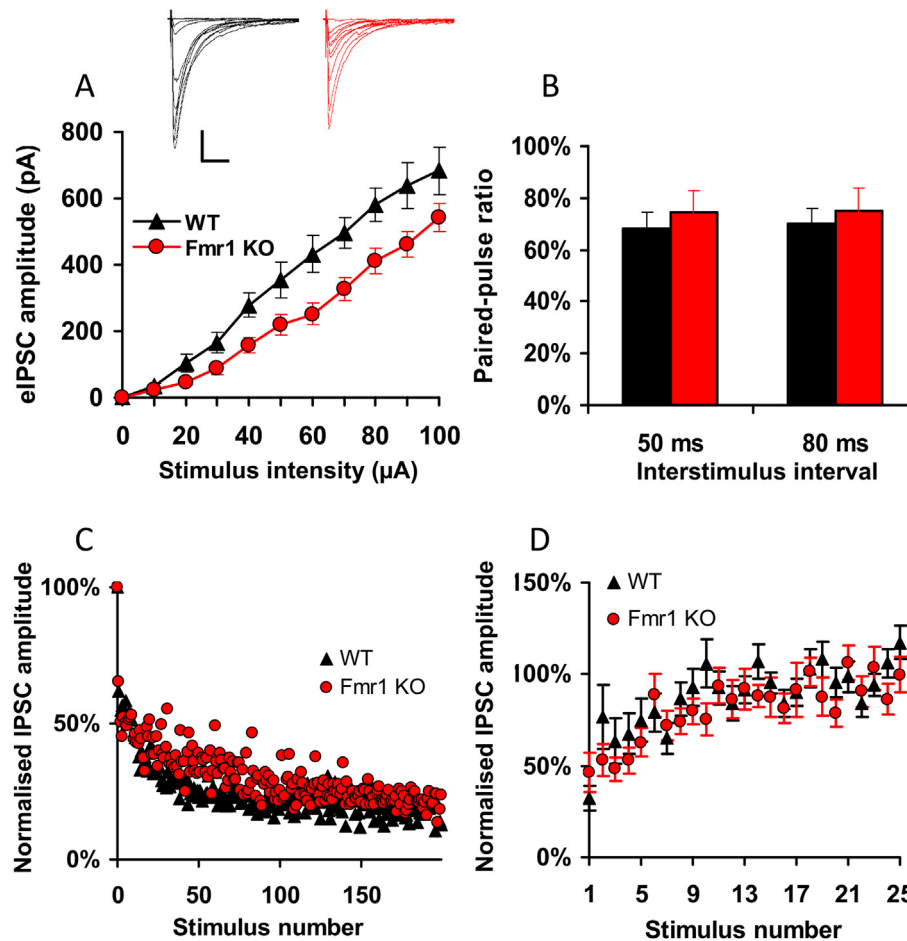 A
800
600
400
200
0
eIPSC amplitude (pA)
WT
Fmr1 KO
0 20 40 60 80 100
Stimulus intensity (µA)
B
100%
80%
60%
40%
20%
0%
Paired-pulse ratio
50 ms 80 ms
Interstimulus interval
C
100%
50%
0%
Normalised IPSC amplitude
WT
Fmr1 KO
0 50 100 150
Stimulus number
D
150%
100%
50%
0%
Normalised IPSC amplitude
WT
Fmr1 KO
1 5 9 13 17 21 25
Stimulus number